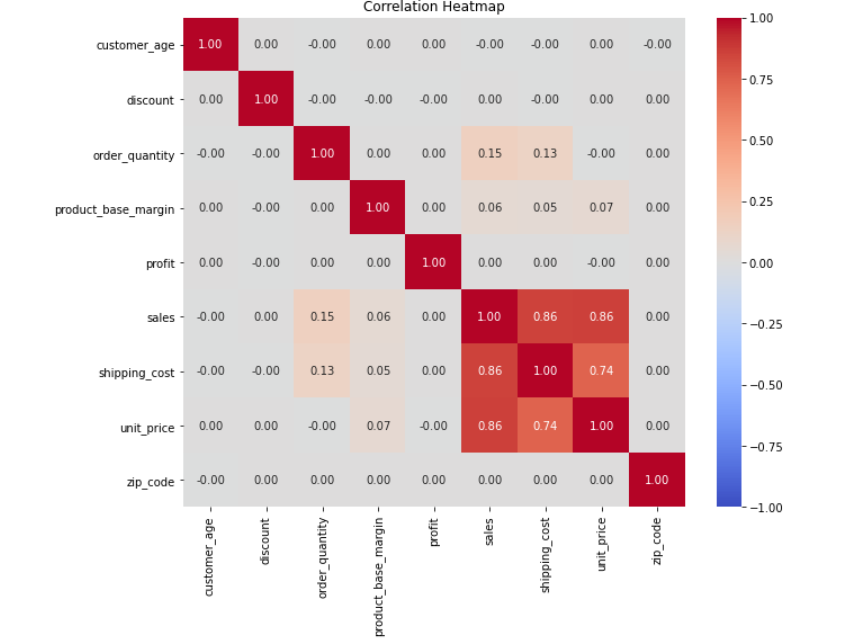 Correlation Heatmap
customer_age 1.00 0.00 -0.00 0.00 0.00 -0.00 -0.00 0.00 -0.00
discount 0.00 1.00 -0.00 -0.00 -0.00 0.00 -0.00 0.00 0.00
order_quantity -0.00 -0.00 1.00 0.00 0.00 0.15 0.13 -0.00 0.00
product_base_margin 0.00 -0.00 0.00 1.00 0.00 0.06 0.05 0.07 0.00
profit 0.00 -0.00 0.00 0.00 1.00 0.00 0.00 -0.00 0.00
sales -0.00 0.00 0.15 0.06 0.00 1.00 0.86 0.86 0.00
shipping_cost -0.00 -0.00 0.13 0.05 0.00 0.86 1.00 0.74 0.00
unit_price 0.00 0.00 -0.00 0.07 -0.00 0.86 0.74 1.00 0.00
zip_code -0.00 0.00 0.00 0.00 0.00 0.00 0.00 0.00 1.00
customer_age
discount
order_quantity
product_base_margin
profit
sales
shipping_cost
unit_price
zip_code
1.00
0.75
0.50
0.25
0.00
−0.25
−0.50
−0.75
−1.00